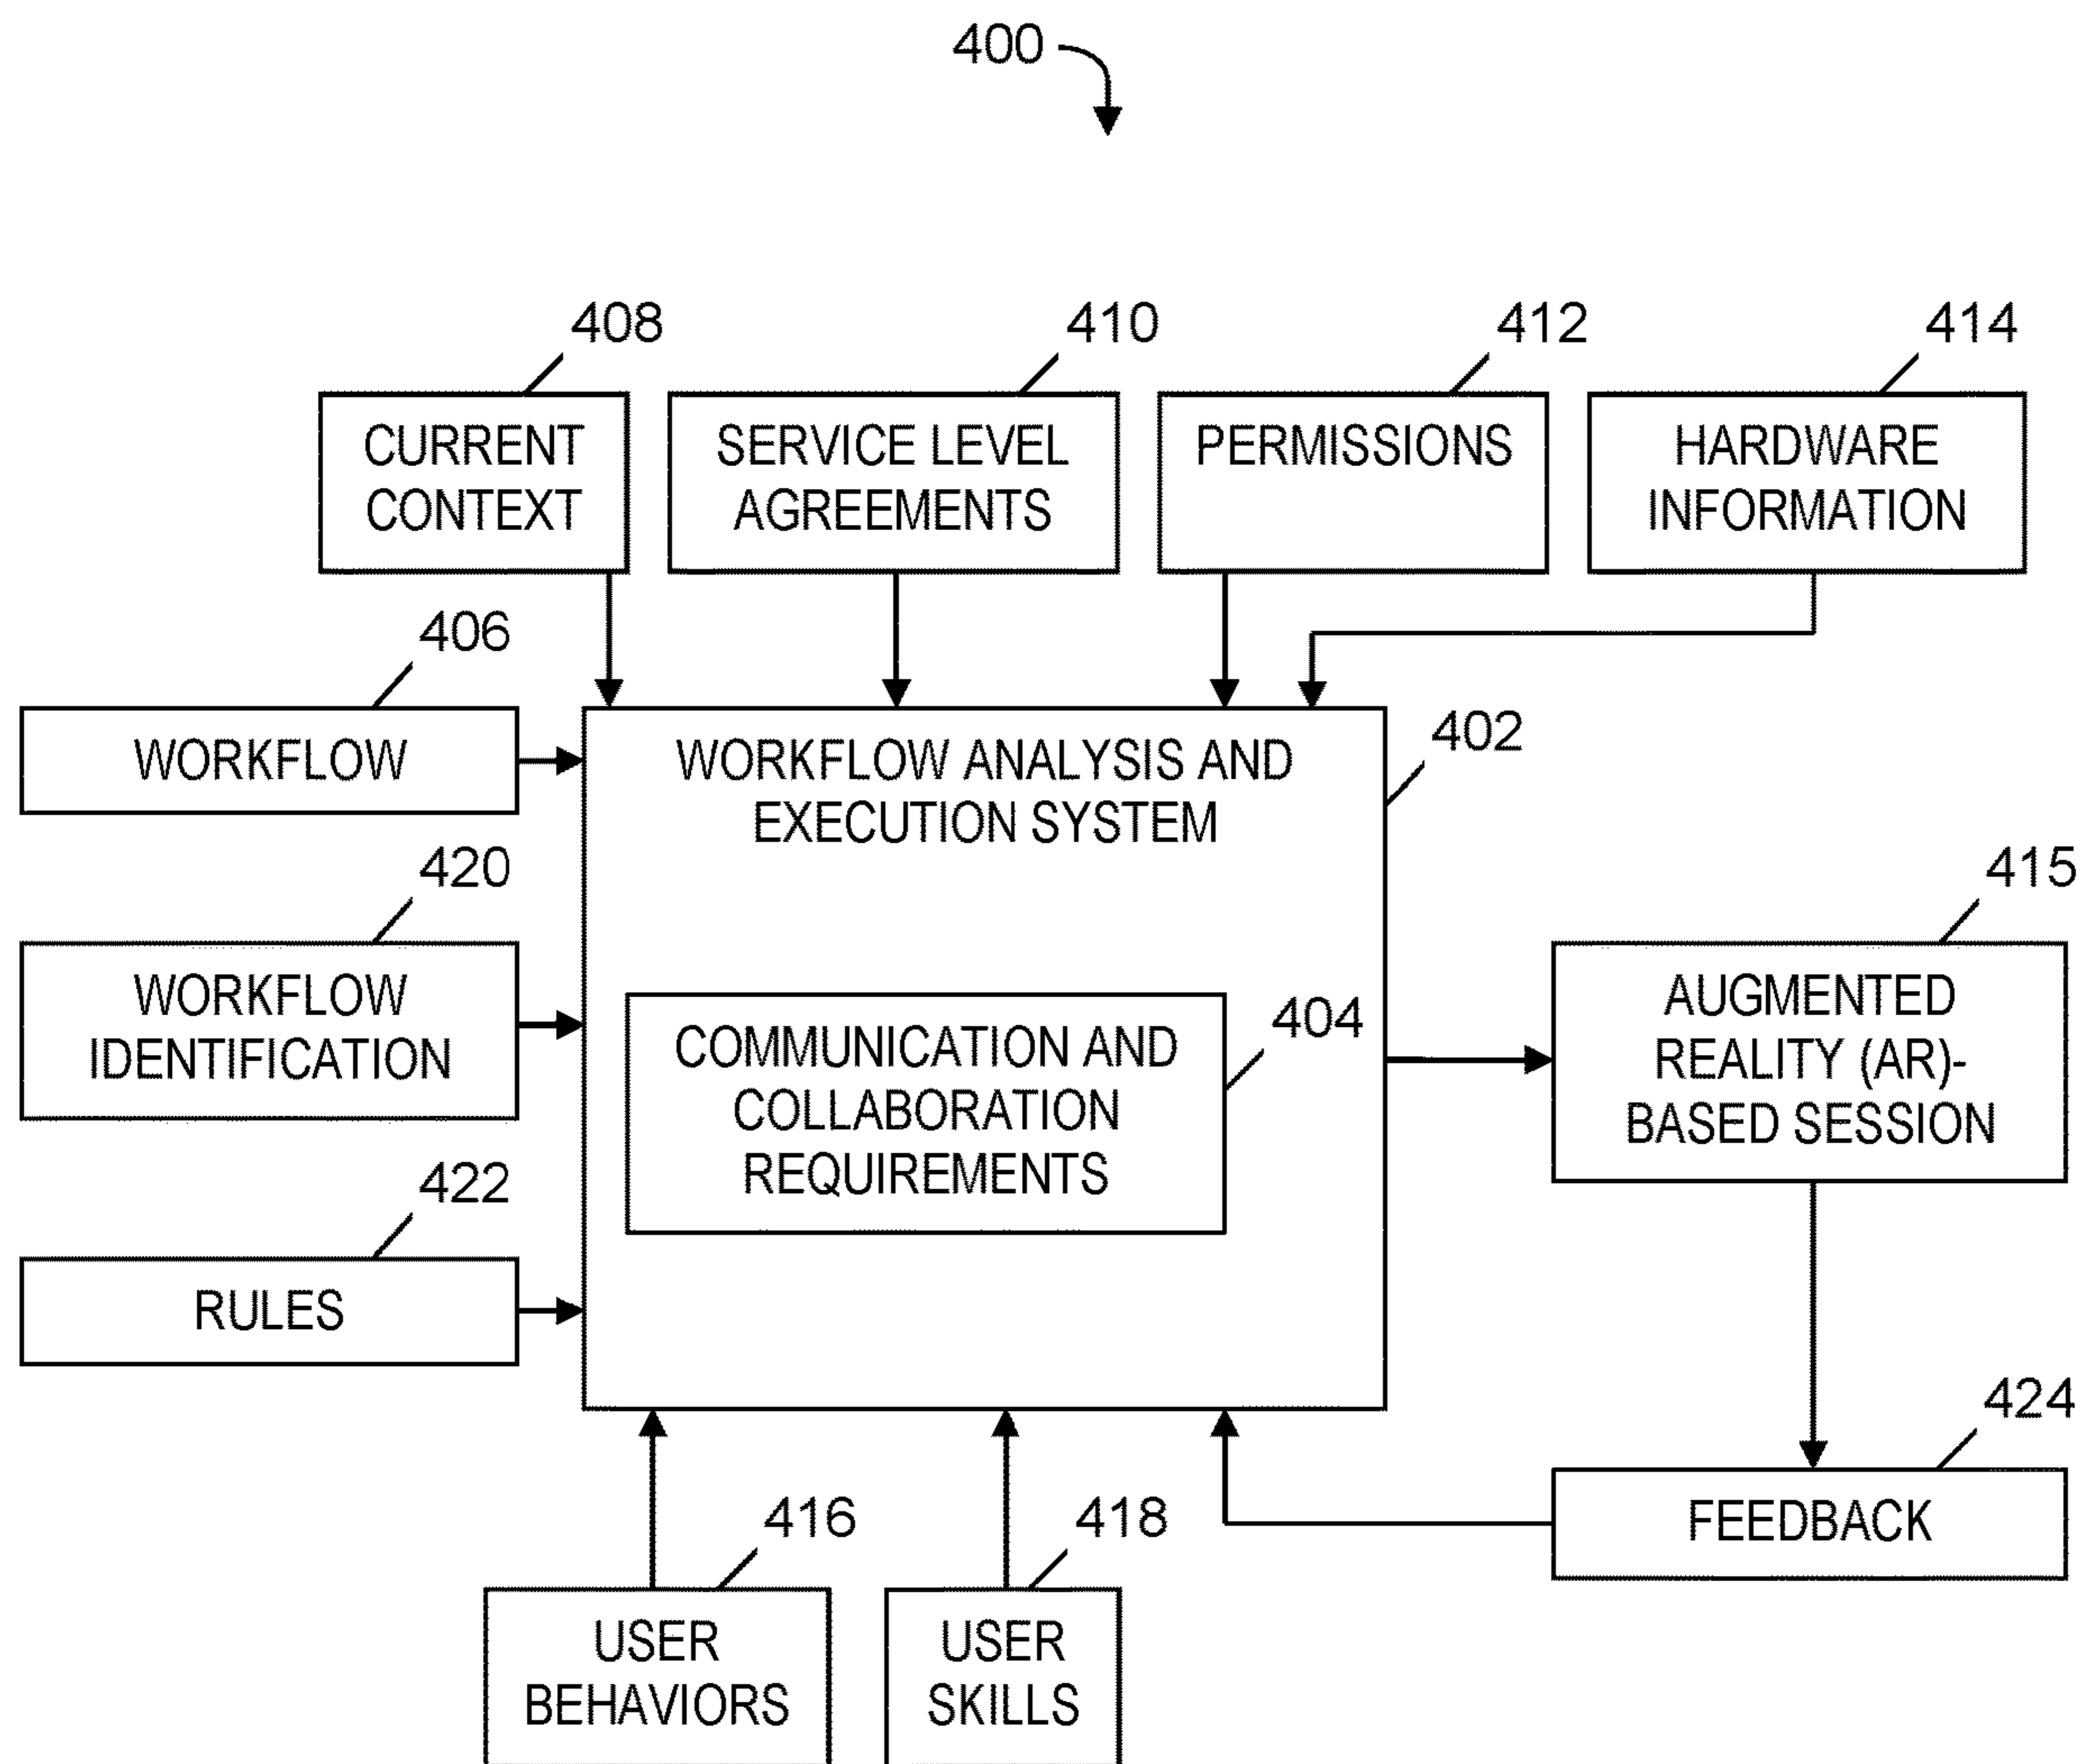 400
408
410
412
414
CURRENT
CONTEXT
SERVICE LEVEL
AGREEMENTS
PERMISSIONS
HARDWARE
INFORMATION
406
WORKFLOW
402
WORKFLOW ANALYSIS AND
EXECUTION SYSTEM
420
WORKFLOW
IDENTIFICATION
404
COMMUNICATION AND
COLLABORATION
REQUIREMENTS
415
AUGMENTED
REALITY (AR)-
BASED SESSION
422
RULES
424
FEEDBACK
416
USER
BEHAVIORS
418
USER
SKILLS